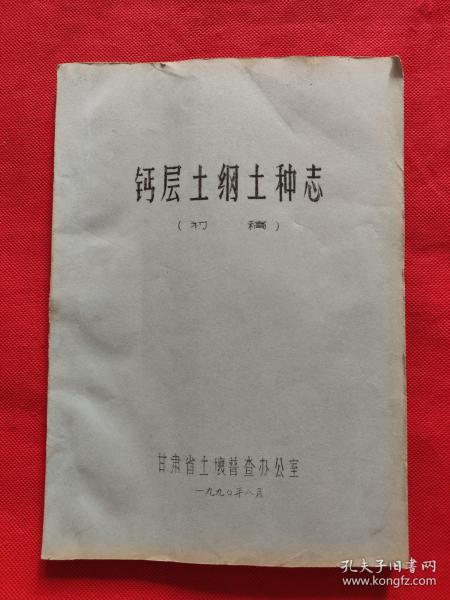 钙层土纲土种志
(初 稿)
甘肃省土壤普查办公室
一九九〇年八月
孔夫子旧书网
www.kongfz.com